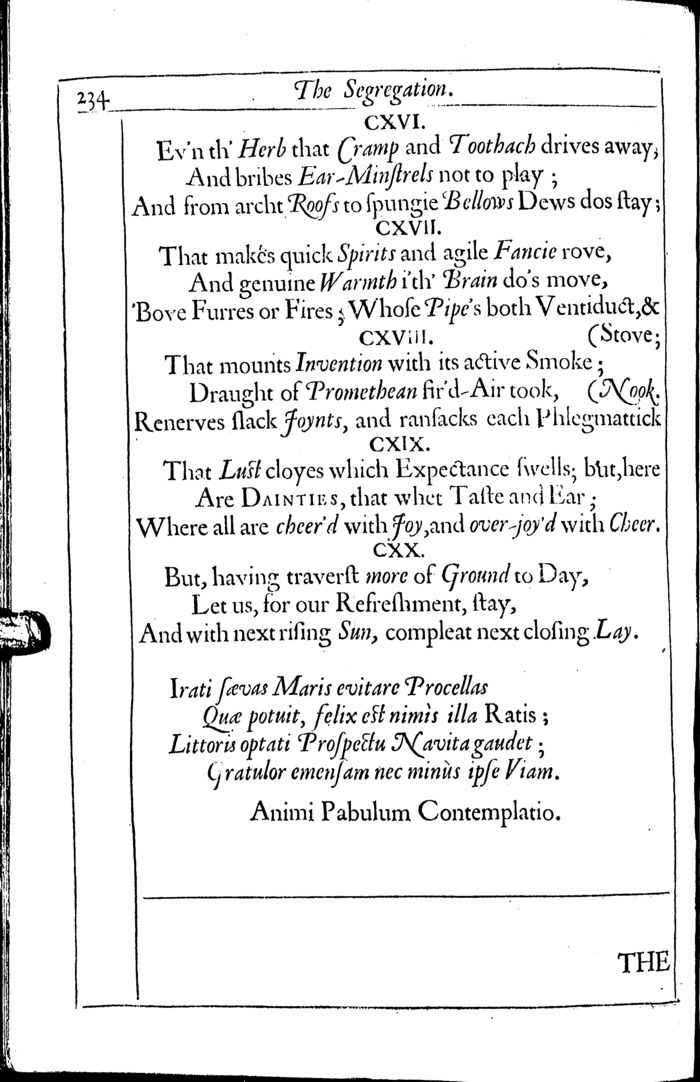 234 The Segregation.
CXVI.
Ev'n th' Herb that Cramp and Toothach drives away,
And bribes Ear-Minſtrels not to play ;
And from archt Roofs to ſpungie Bellows Dews dos ſtay;
CXVII.
That makes quick Spirits and agile Fancie rove,
And genuine Warmth i'th' Brain do's move,
'Bove Furres or Fires ; Whoſe Pipe's both Ventiduct,&
CXVIII. (Stove;
That mounts Invention with its active Smoke ;
Draught of Promethean fir'd-Air took, (Nook.
Renerves ſlack Joynts, and ranſacks each Phlegmattick
CXIX.
That Luſt cloyes which Expectance ſwells; but,here
Are DAINTIES, that whet Taſte and Ear ;
Where all are cheer'd with Joy,and over-joy'd with Cheer.
CXX.
But, having traverſt more of Ground to Day,
Let us, for our Refreſhment, ſtay,
And with next riſing Sun, compleat next cloſing Lay.
Irati ſævas Maris evitare Procellas
Quæ potuit, felix eſt nimìs illa Ratis ;
Littoris optati Proſpectu Navita gaudet ;
Gratulor emenſam nec minùs ipſe Viam.
Animi Pabulum Contemplatio.
THE